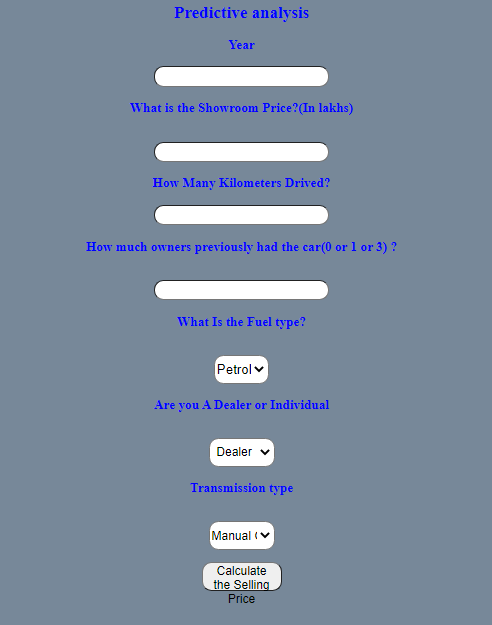 Predictive analysis
Year
What is the Showroom Price?(In lakhs)
How Many Kilometers Drived?
How much owners previously had the car(0 or 1 or 3) ?
What Is the Fuel type?
Petrol
Are you A Dealer or Individual
Dealer
Transmission type
Manual (
Calculate
the Selling
Price